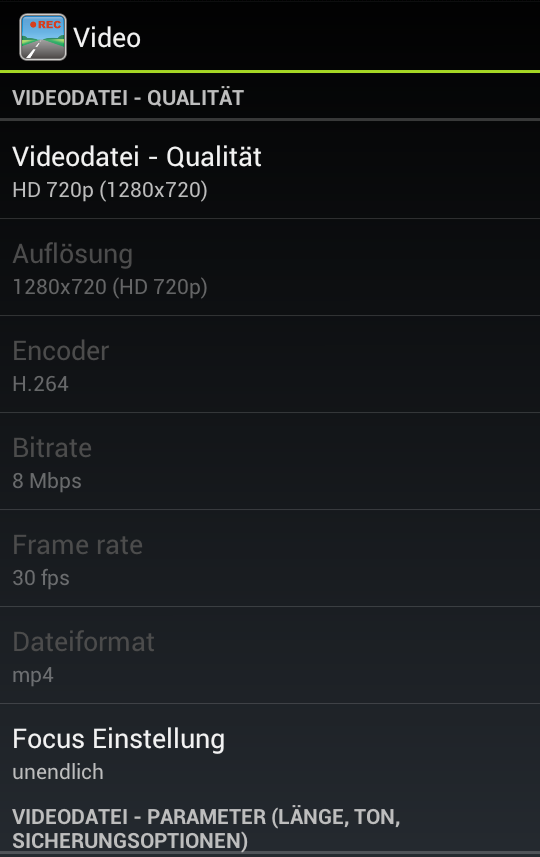 REC
Video
VIDEODATEI - QUALITÄT
Videodatei - Qualität
HD 720p (1280x720)
Auflösung
1280x720 (HD 720p)
Encoder
H.264
Bitrate
8 Mbps
Frame rate
30 fps
Dateiformat
mp4
Focus Einstellung
unendlich
VIDEODATEI - PARAMETER (LÄNGE, TON,
SICHERUNGSOPTIONEN)